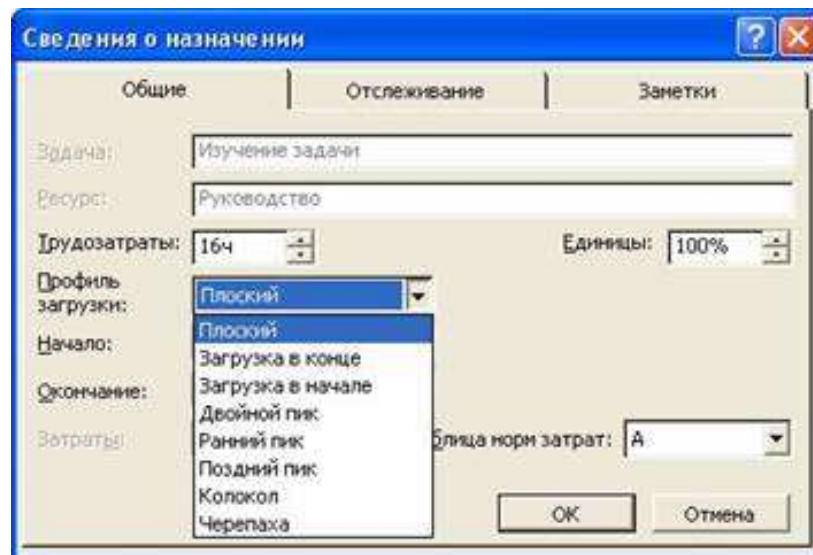 Сведения о назначении
Общие Отслеживание Заметки
Задача: Изучение задачи
Ресурс: Руководство
Трудозатраты: 16ч Единицы: 100%
Профиль загрузки: Плоский
Плоский
Начало:
Загрузка в конце
Загрузка в начале
Окончание:
Двойной пик
Затраты:
Ранний пик
блица норм затрат: A
Поздний пик
Колокол
Черепаха
ОК Отмена